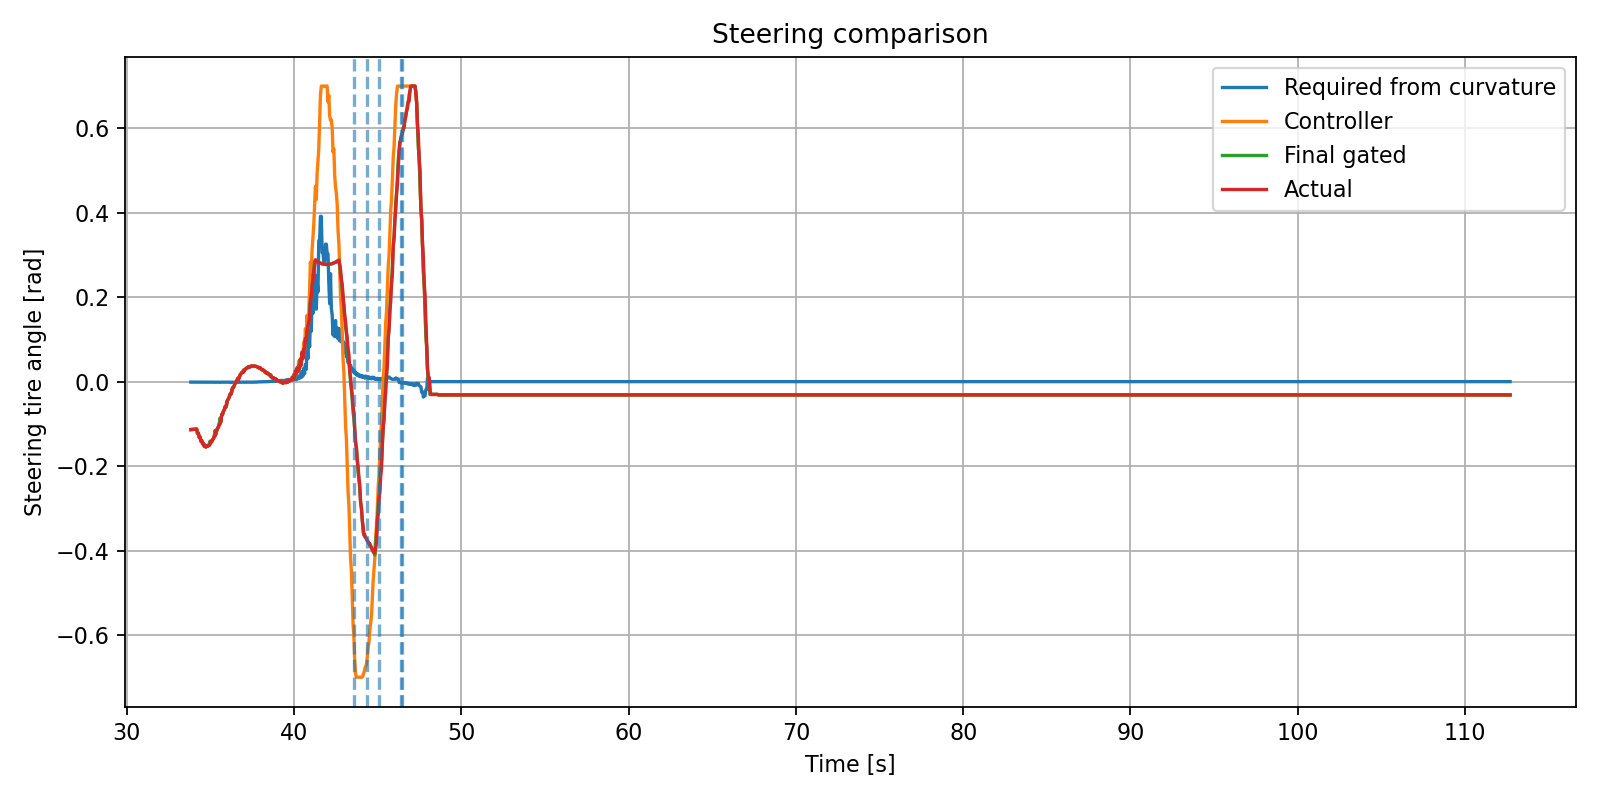 Steering comparison
Required from curvature
Controller
Final gated
Actual
Steering tire angle [rad]
0.6
0.4
0.2
0.0
−0.2
−0.4
−0.6
30 40 50 60 70 80 90 100 110
Time [s]